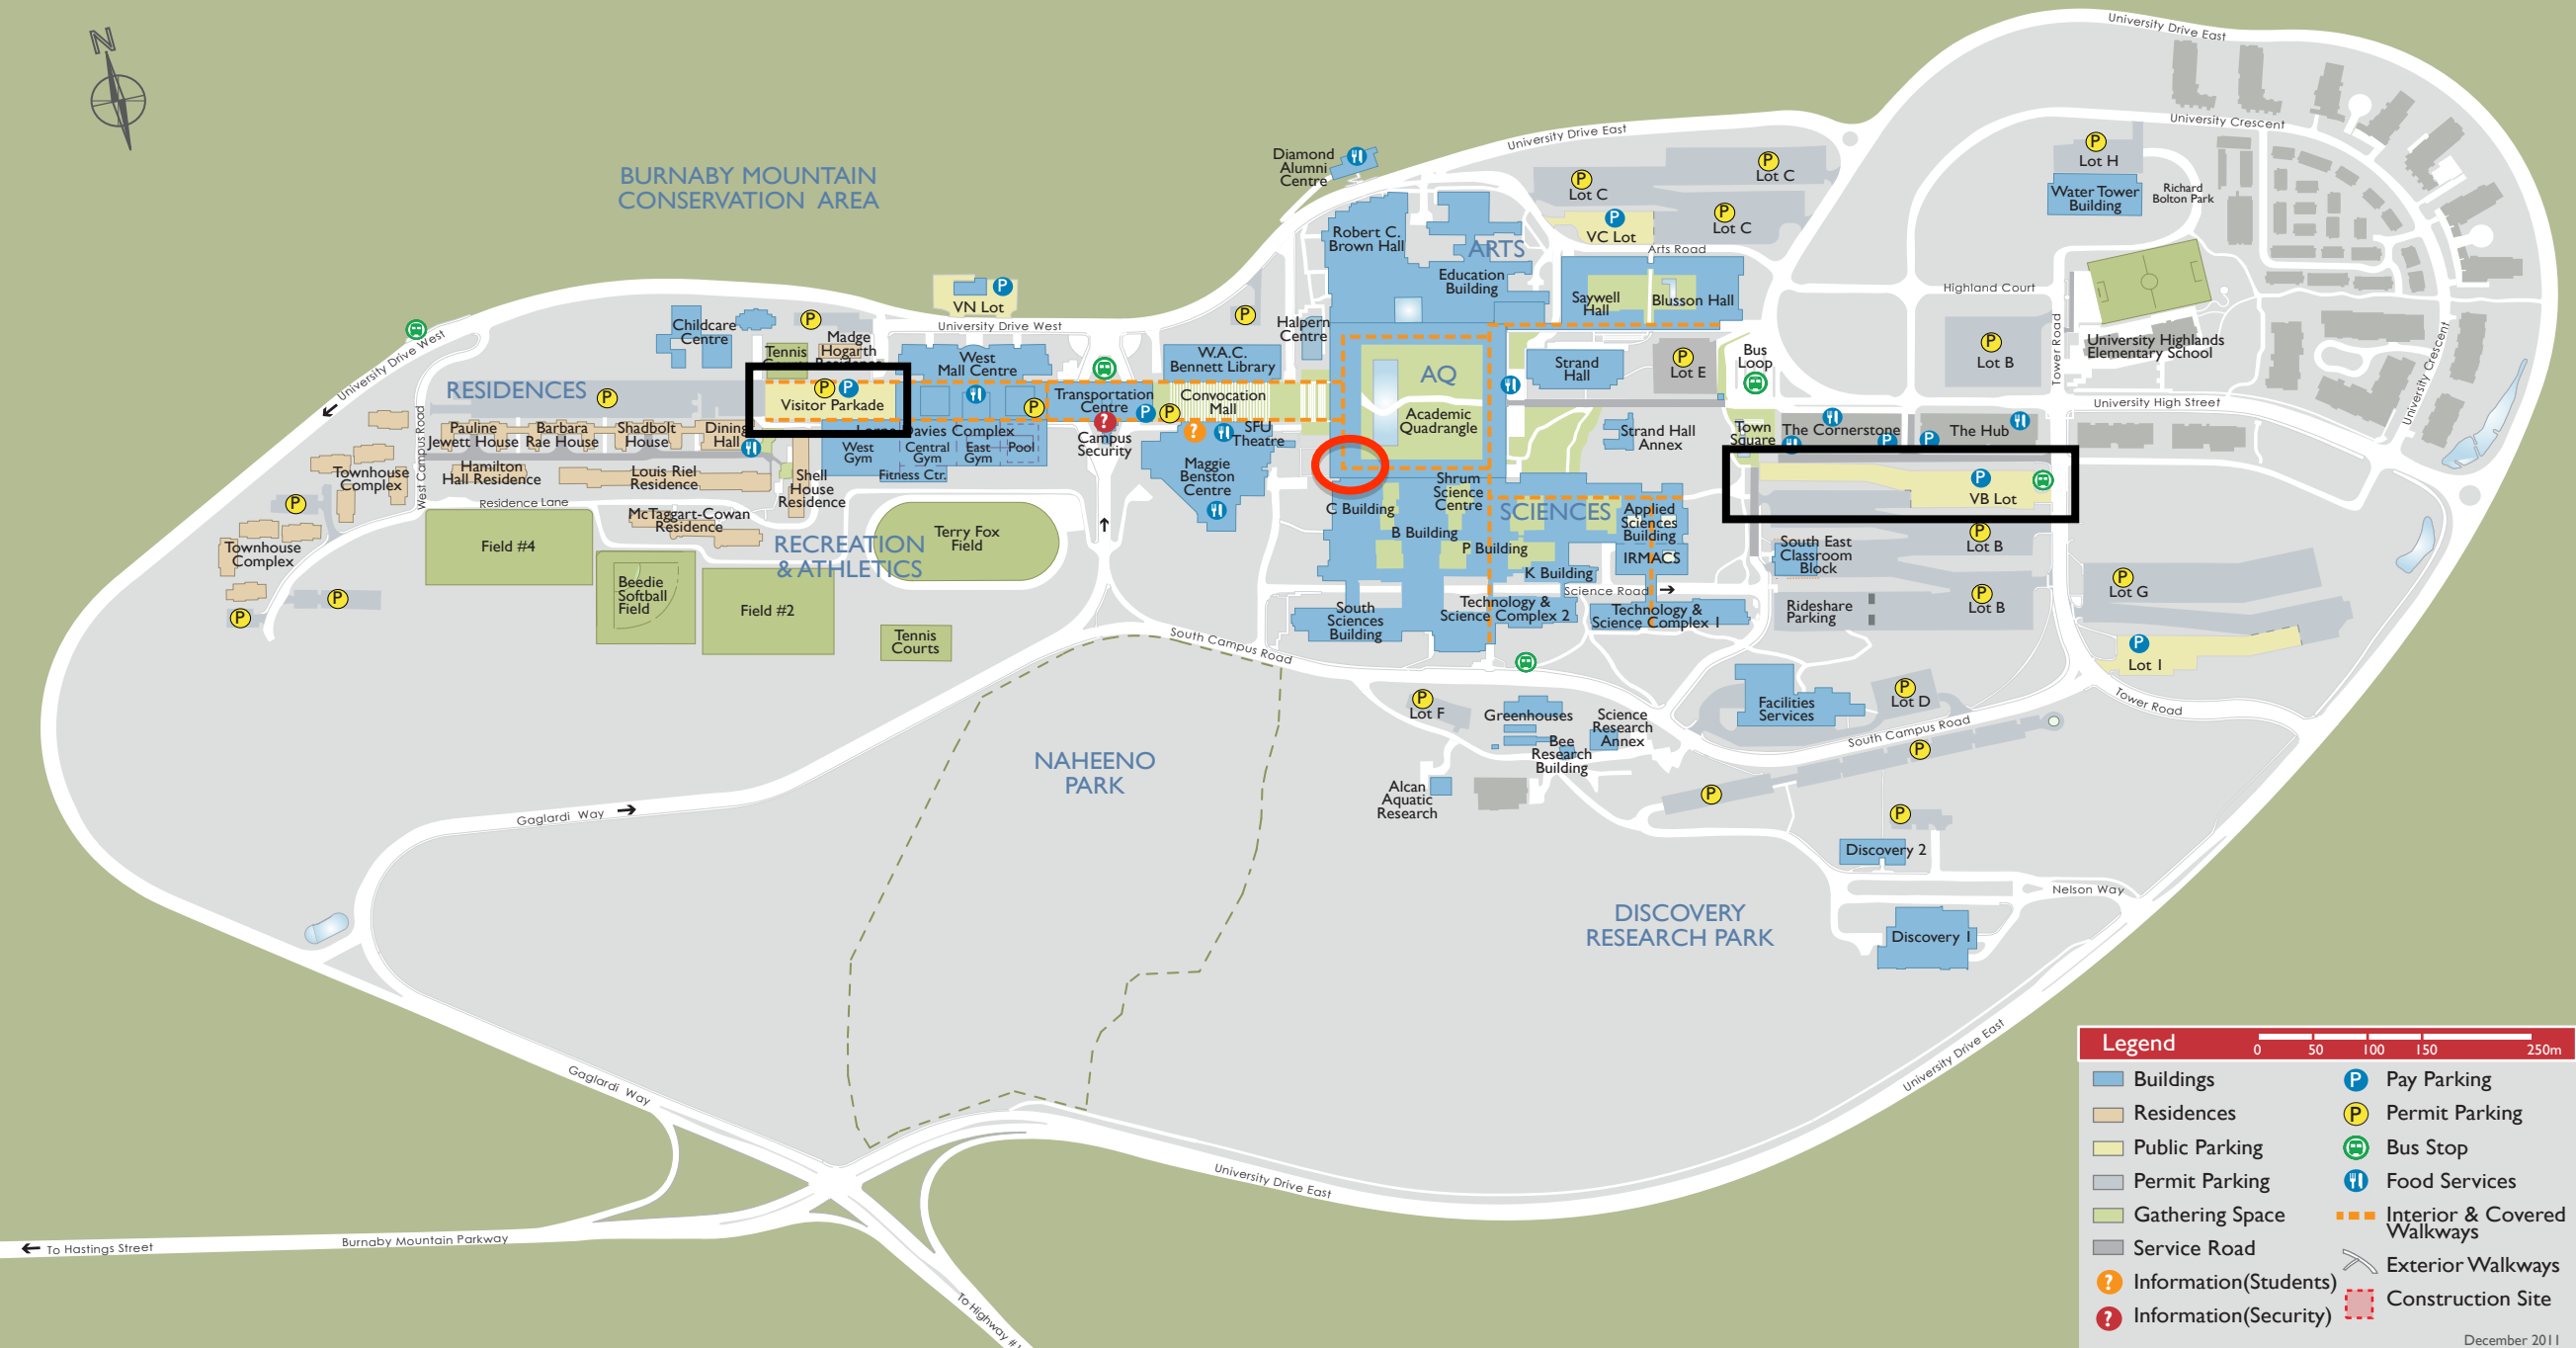 N
University Drive East
University Crescent
P
Lot H
Water Tower
Building
Richard
Bolton Park
BURNABY MOUNTAIN
CONSERVATION AREA
Diamond
Alumni
Centre
University Drive East
P
Lot C
P
Lot C
P
Lot C
P
VC Lot
Arts Road
Robert C.
Brown Hall
ARTS
Education
Building
Saywell
Hall
Blusson Hall
Highland Court
Tower Road
University Highlands
Elementary School
University Crescent
P
Lot B
P
VN Lot
University Drive West
University Drive West
Childcare
Centre
P
Madge
Hogarth
Tennis
West
Mall Centre
W.A.C.
Bennett Library
P
Halpern
Centre
AQ
Academic
Quadrangle
Strand
Hall
P
Lot E
Bus
Loop
RESIDENCES
P
P P
Visitor Parkade
P
Transportation
Centre
P
P
Convocation
Mall
?
Campus
Security
?
SFU
Theatre
Strand Hall
Annex
Town
Square
The Cornerstone
P
P
The Hub
University High Street
Pauline
Jewett House
Barbara
Rae House
Shadbolt
House
Dining
Hall
Davies Complex
West
Gym
Central
Gym
East
Gym
Pool
Fitness Ctr.
Maggie
Benston
Centre
Townhouse
Complex
West Campus Road
Hamilton
Hall Residence
Louis Riel
Residence
Shell
House
Residence
Residence Lane
McTaggart-Cowan
Residence
P
P
VB Lot
Shrum
Science
Centre
C Building
B Building
P Building
SCIENCES
Applied
Sciences
Building
IRMACS
K Building
Science Road
Technology &
Science Complex 2
Technology &
Science Complex 1
South
Sciences
Building
South East
Classroom
Block
P
Lot B
P
Lot B
Rideshare
Parking
P
Lot G
P
Lot 1
Field #4
Terry Fox
Field
RECREATION
& ATHLETICS
Townhouse
Complex
P
P
Beedie
Softball
Field
Field #2
Tennis
Courts
South Campus Road
P
Lot F
Greenhouses
Science
Research
Annex
Bee
Research
Building
Alcan
Aquatic
Research
Facilities
Services
P
Lot D
South Campus Road
Tower Road
P
P
P
NAHEENO
PARK
Gaglardi Way
Discovery 2
Nelson Way
DISCOVERY
RESEARCH PARK
Discovery 1
Gaglardi Way
University Drive East
University Drive East
To Hastings Street
Burnaby Mountain Parkway
To Highway #1
Legend
0 50 100 150 250m
Buildings
Residences
Public Parking
Permit Parking
Gathering Space
Service Road
? Information(Students)
? Information(Security)
P Pay Parking
P Permit Parking
Bus Stop
Food Services
Interior & Covered
Walkways
Exterior Walkways
Construction Site
December 2011